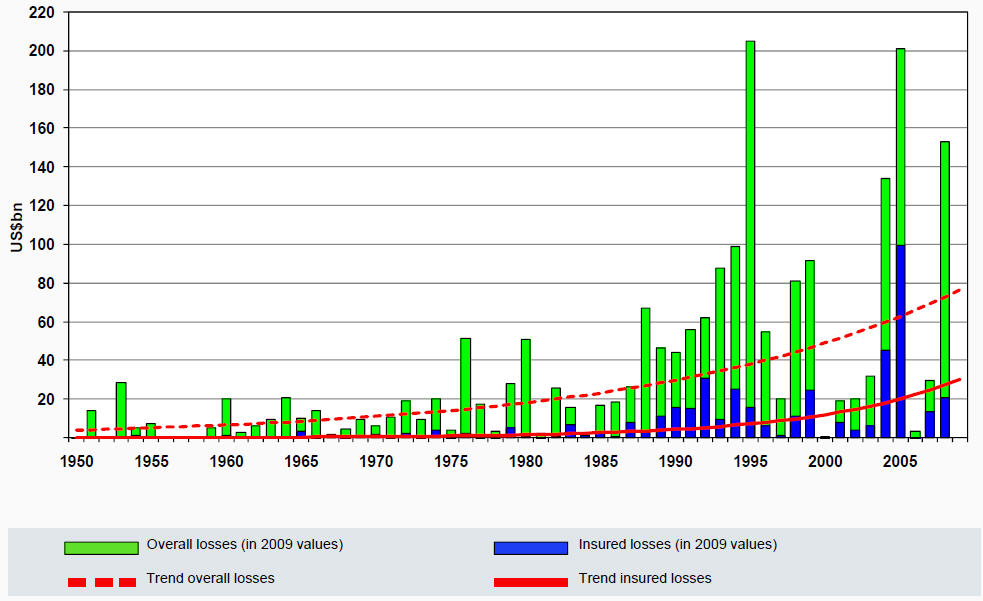 220
200
180
160
140
120
100
80
60
40
20
US$bn
1950 1955 1960 1965 1970 1975 1980 1985 1990 1995 2000 2005
Overall losses (in 2009 values) Insured losses (in 2009 values)
Trend overall losses Trend insured losses